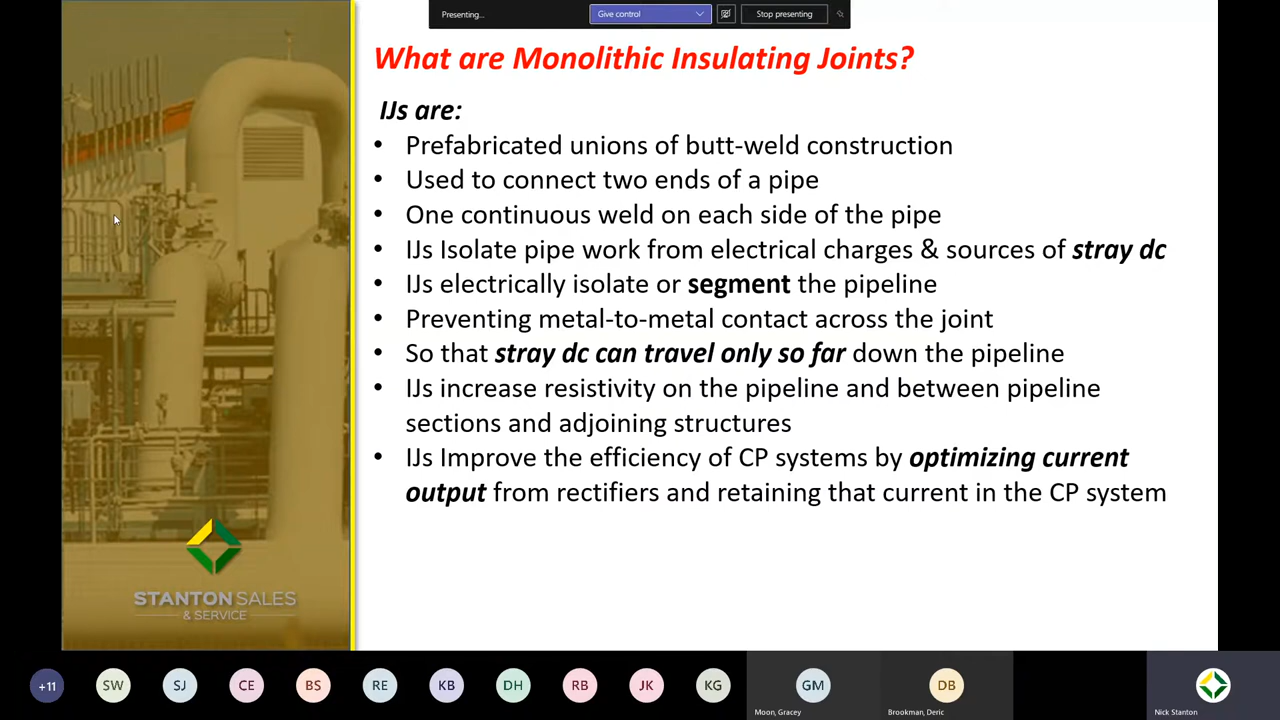 Presenting...
Give control
Stop presenting
What are Monolithic Insulating Joints?
IJs are:
• Prefabricated unions of butt-weld construction
• Used to connect two ends of a pipe
• One continuous weld on each side of the pipe
• IJs Isolate pipe work from electrical charges & sources of stray dc
• IJs electrically isolate or segment the pipeline
• Preventing metal-to-metal contact across the joint
• So that stray dc can travel only so far down the pipeline
• IJs increase resistivity on the pipeline and between pipeline
sections and adjoining structures
• IJs Improve the efficiency of CP systems by optimizing current
output from rectifiers and retaining that current in the CP system
STANTON SALES
& SERVICE
+11
SW
SJ
CE
BS
RE
KB
DH
RB
JK
KG
GM
DB
Moon, Gracey
Brookman, Deric
Nick Stanton